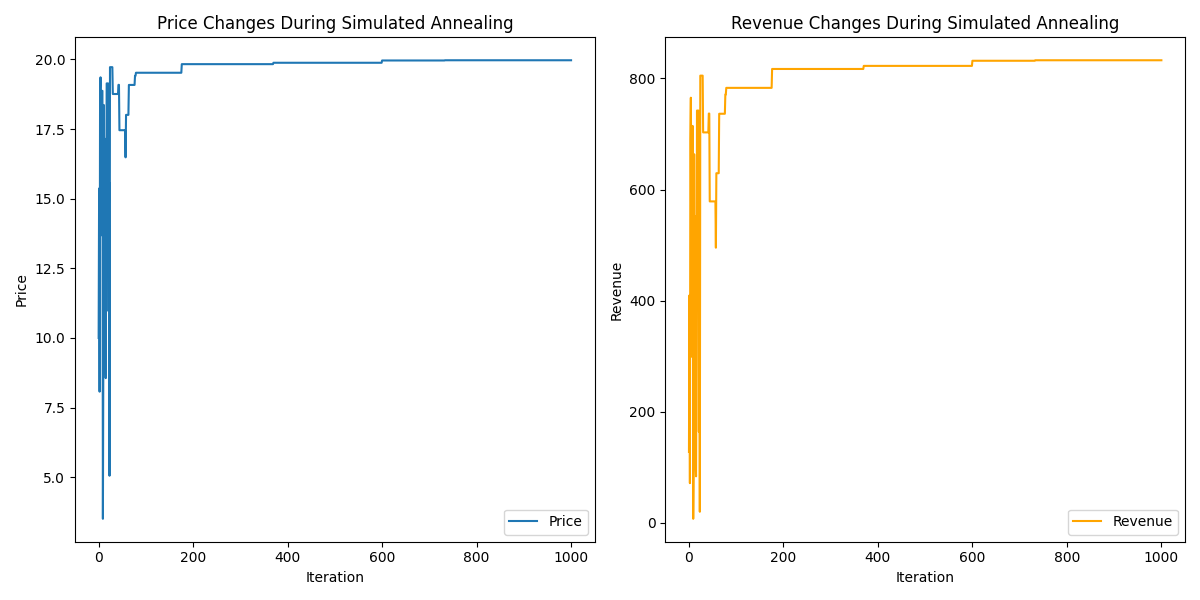 Price Changes During Simulated Annealing
20.0
17.5
15.0
12.5
10.0
7.5
5.0
Price
0 200 400 600 800 1000
Iteration
Price
Revenue Changes During Simulated Annealing
800
600
400
200
0
Revenue
0 200 400 600 800 1000
Iteration
Revenue